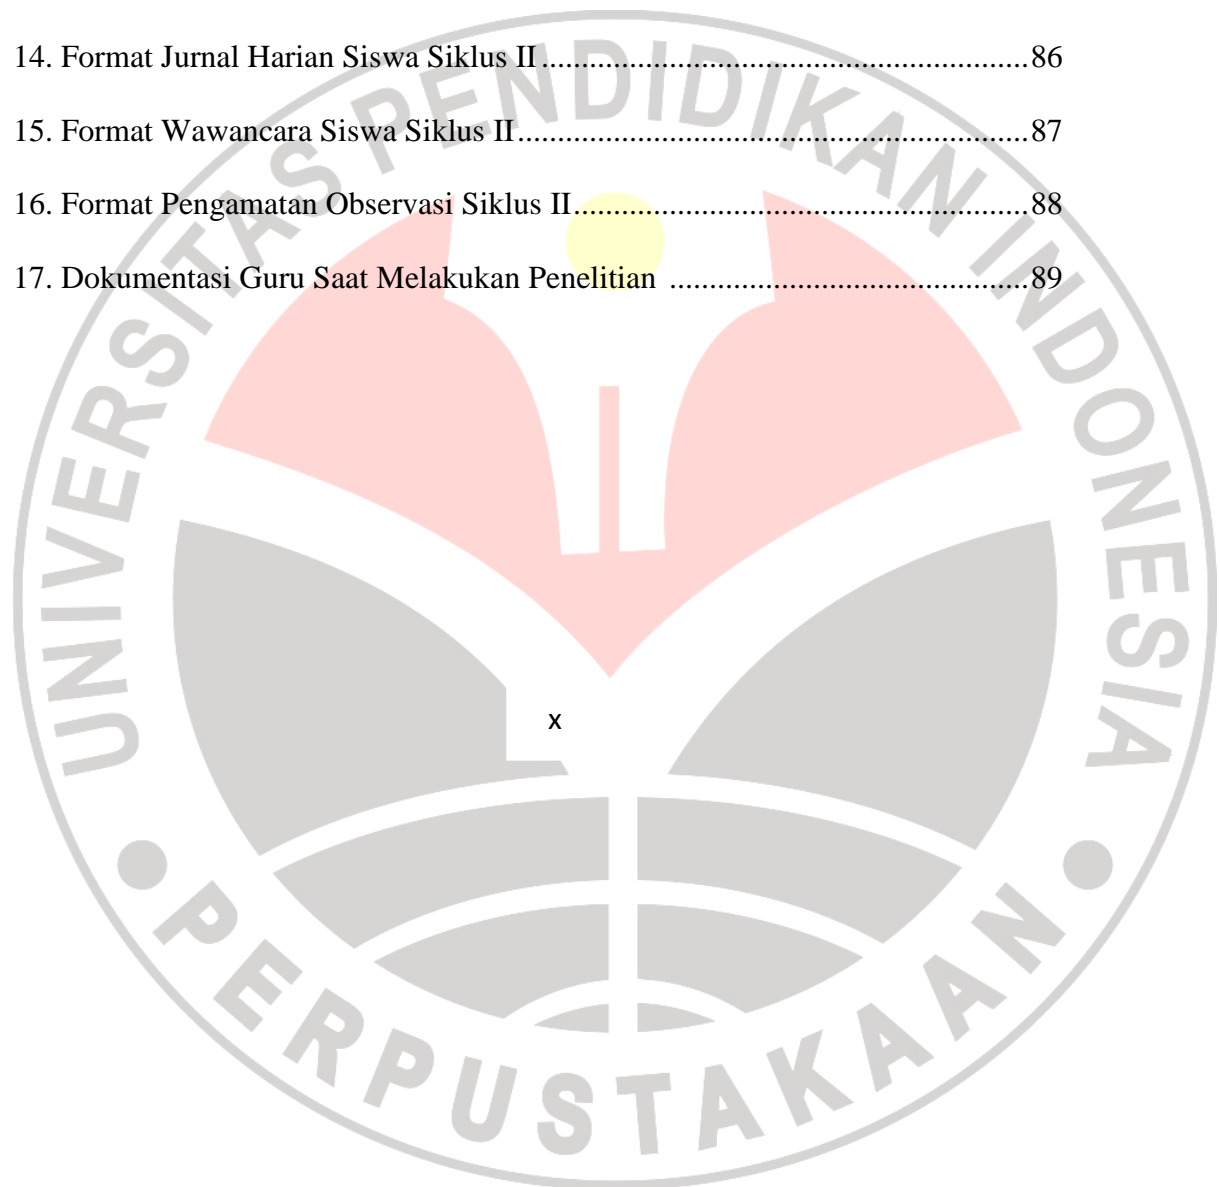 14. Format Jurnal Harian Siswa Siklus II.............................................................86
15. Format Wawancara Siswa Siklus II................................................................87
16. Format Pengamatan Observasi Siklus II.........................................................88
17. Dokumentasi Guru Saat Melakukan Penelitian .............................................89
x
UNIVERSITAS PENDIDIKAN INDONESIA
PERPUSTAKAAN